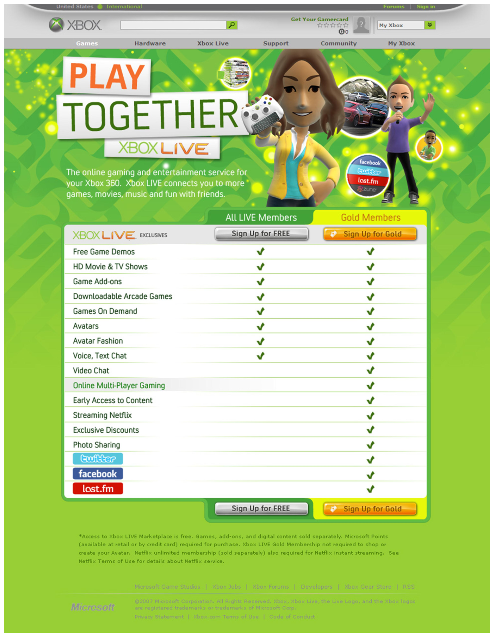 United States International
Forums | Sign In
XBOX
Get Your Gamercard
My Xbox
Games Hardware Xbox Live Support Community My Xbox
PLAY
TOGETHER
XBOX LIVE
The online gaming and entertainment service for
your Xbox 360. Xbox LIVE connects you to more
games, movies, music and fun with friends.
facebook
twitter
lost.fm
All LIVE Members Gold Members
XBOX LIVE EXCLUSIVES Sign Up for FREE Sign Up for Gold
Free Game Demos
HD Movie & TV Shows
Game Add-ons
Downloadable Arcade Games
Games On Demand
Avatars
Avatar Fashion
Voice, Text Chat
Video Chat
Online Multi-Player Gaming
Early Access to Content
Streaming Netflix
Exclusive Discounts
Photo Sharing
twitter
facebook
lost.fm
Sign Up for FREE Sign Up for Gold
*Access to Xbox LIVE Marketplace is free. Games, add-ons, and digital content sold separately. Microsoft Points
(available at retail or by credit card) required for purchase. Xbox LIVE Gold Membership not required to shop or
create your Avatar. Netflix unlimited membership (sold separately) also required for Netflix instant streaming. See
Netflix Terms of Use for details about Netflix service.
Microsoft Game Studios | Xbox Jobs | Xbox Forums | Developers | Xbox Gear Store | RSS
Microsoft
©2007 Microsoft Corporation. All Rights Reserved. Xbox, Xbox Live, the Live Logo, and the Xbox logos
are registered trademarks or trademarks of Microsoft Corp.
Privacy Statement | Xbox.com Terms of Use | Code of Conduct